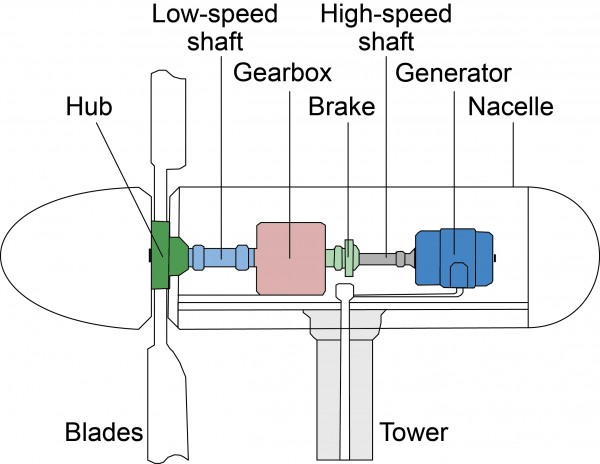 Low-speed
shaft
High-speed
shaft
Gearbox
Generator
Hub
Brake
Nacelle
Blades
Tower